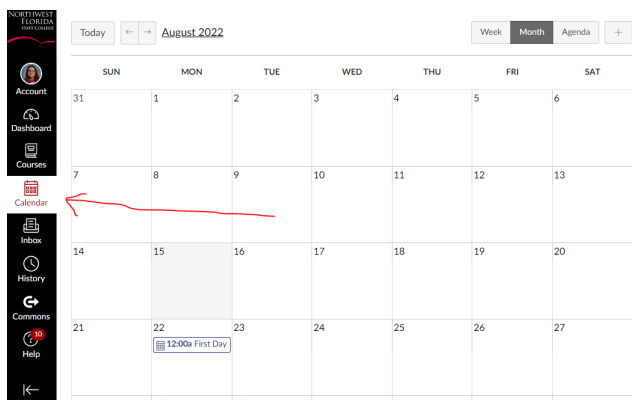 NORTHWEST
FLORIDA
STATE COLLEGE
Account
Dashboard
Courses
Calendar
Inbox
History
Commons
10
Help
Today ← → August 2022 Week Month Agenda +
SUN MON TUE WED THU FRI SAT
31 1 2 3 4 5 6
7 8 9 10 11 12 13
14 15 16 17 18 19 20
21 22 23 24 25 26 27
12:00a First Day